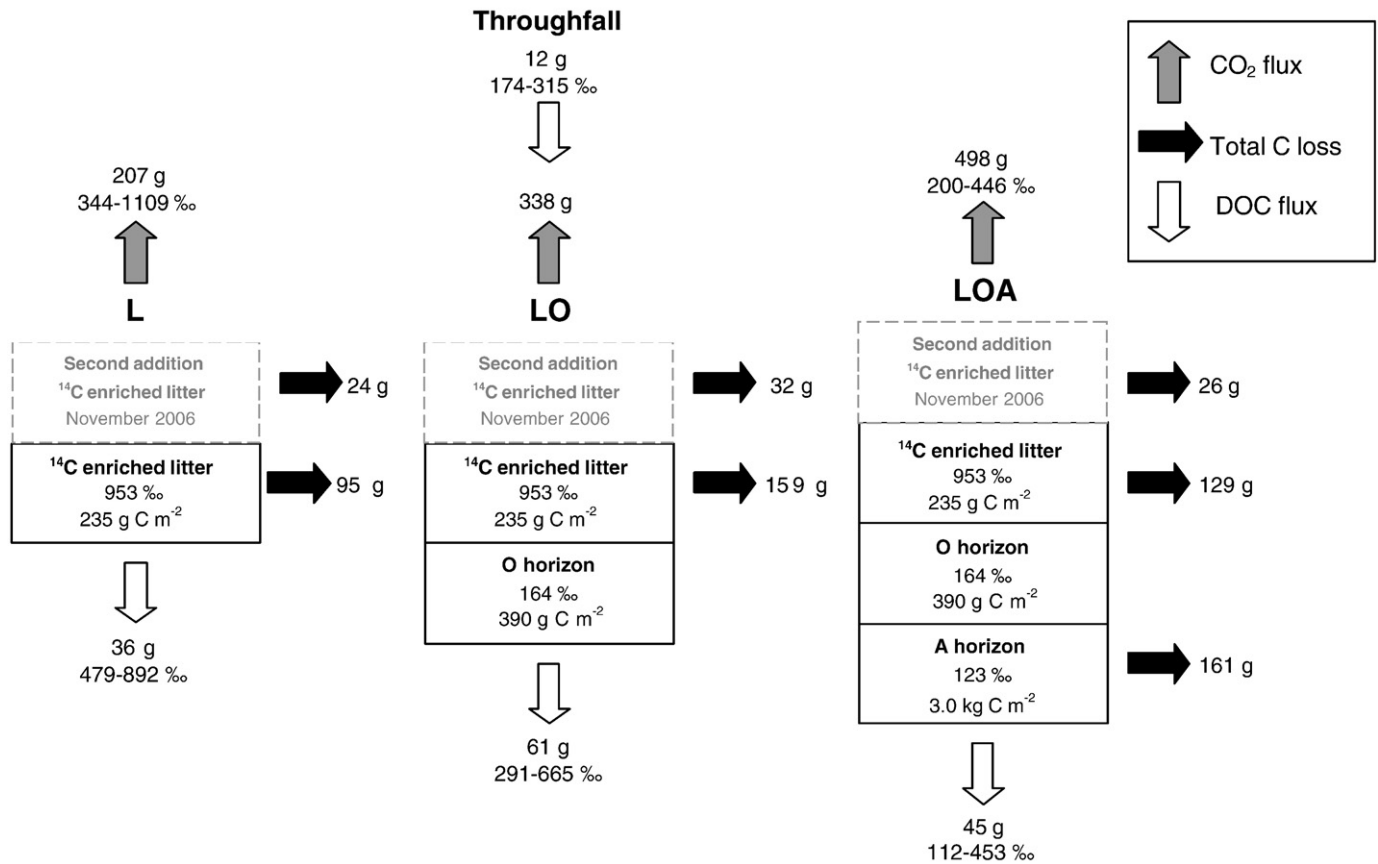 Throughfall
12 g
174-315 ‰
CO₂ flux
Total C loss
DOC flux
207 g
344-1109 ‰
L
Second addition
¹⁴C enriched litter
November 2006
24 g
¹⁴C enriched litter
953 ‰
235 g C m⁻²
95 g
36 g
479-892 ‰
338 g
LO
Second addition
¹⁴C enriched litter
November 2006
32 g
¹⁴C enriched litter
953 ‰
235 g C m⁻²
159 g
O horizon
164 ‰
390 g C m⁻²
61 g
291-665 ‰
498 g
200-446 ‰
LOA
Second addition
¹⁴C enriched litter
November 2006
26 g
¹⁴C enriched litter
953 ‰
235 g C m⁻²
129 g
O horizon
164 ‰
390 g C m⁻²
A horizon
123 ‰
3.0 kg C m⁻²
161 g
45 g
112-453 ‰